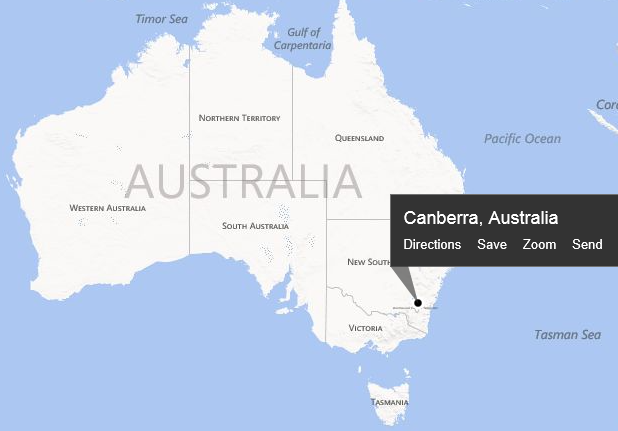 Timor Sea
Gulf of
Carpentaria
NORTHERN TERRITORY
QUEENSLAND
Pacific Ocean
Cor
AUSTRALIA
WESTERN AUSTRALIA
SOUTH AUSTRALIA
Canberra, Australia
Directions Save Zoom Send
NEW SOUTH
VICTORIA
Tasman Sea
TASMANIA